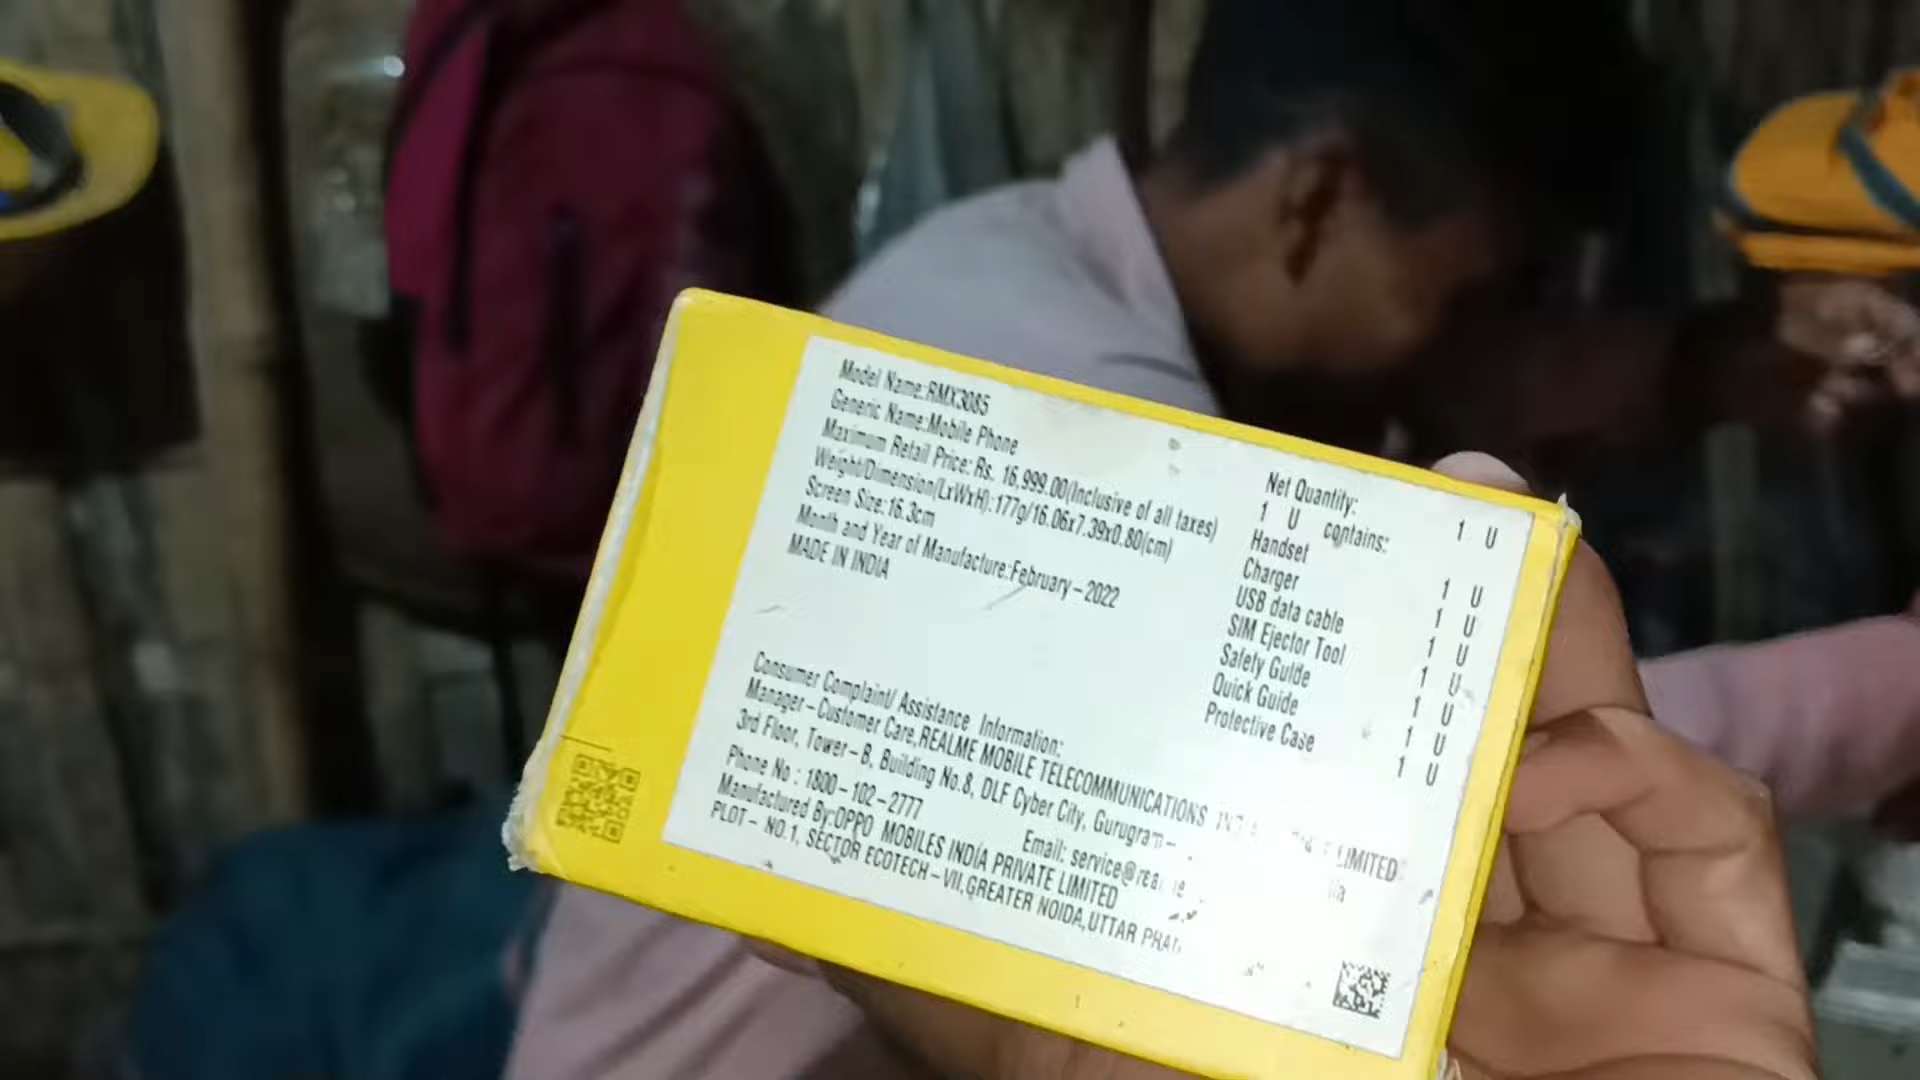 Model Name:RMX3085
Generic Name:Mobile Phone
Maximum Retail Price: Rs. 16,999.00(Inclusive of all taxes)
Weight/Dimension(LxWxH):177g/16.06x7.39x0.80(cm)
Screen Size:16.3cm
Month and Year of Manufacture:February-2022
MADE IN INDIA
Net Quantity: 1 U
1 U contains:
Handset 1 U
Charger 1 U
USB data cable 1 U
SIM Ejector Tool 1 U
Safety Guide 1 U
Quick Guide 1 U
Protective Case 1 U
Consumer Complaint/ Assistance Information:
Manager-Customer Care,REALME MOBILE TELECOMMUNICATIONS LIMITED
3rd Floor, Tower-B, Building No.8, DLF Cyber City, Gurugram-
Phone No : 1800-102-2777 Email:
Manufactured By:OPPO MOBILES INDIA PRIVATE LIMITED
PLOT- NO.1, SECTOR ECOTECH-VII,GREATER NOIDA,UTTAR